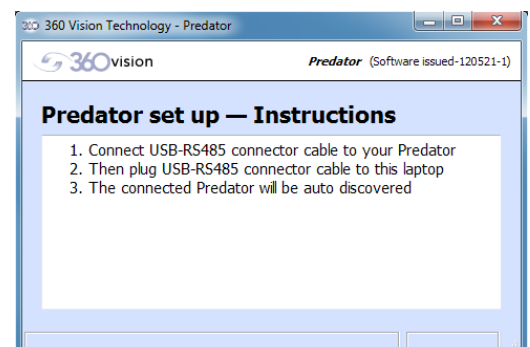 360 Vision Technology - Predator
360vision
Predator (Software issued-120521-1)
Predator set up — Instructions
1. Connect USB-RS485 connector cable to your Predator
2. Then plug USB-RS485 connector cable to this laptop
3. The connected Predator will be auto discovered